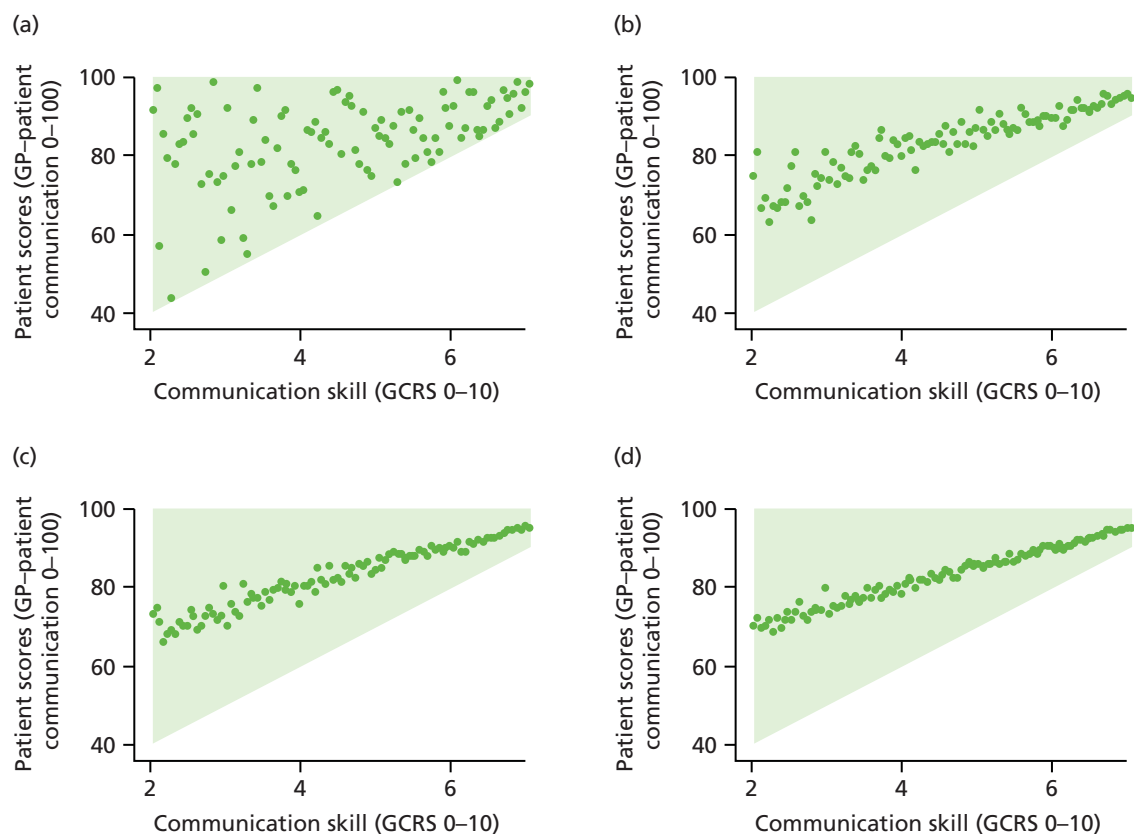 (a)
Patient scores (GP–patient
communication 0–100)
100
80
60
40
2
4
6
Communication skill (GCRS 0–10)
(b)
Patient scores (GP–patient
communication 0–100)
100
80
60
40
2
4
6
Communication skill (GCRS 0–10)
(c)
Patient scores (GP–patient
communication 0–100)
100
80
60
40
2
4
6
Communication skill (GCRS 0–10)
(d)
Patient scores (GP–patient
communication 0–100)
100
80
60
40
2
4
6
Communication skill (GCRS 0–10)